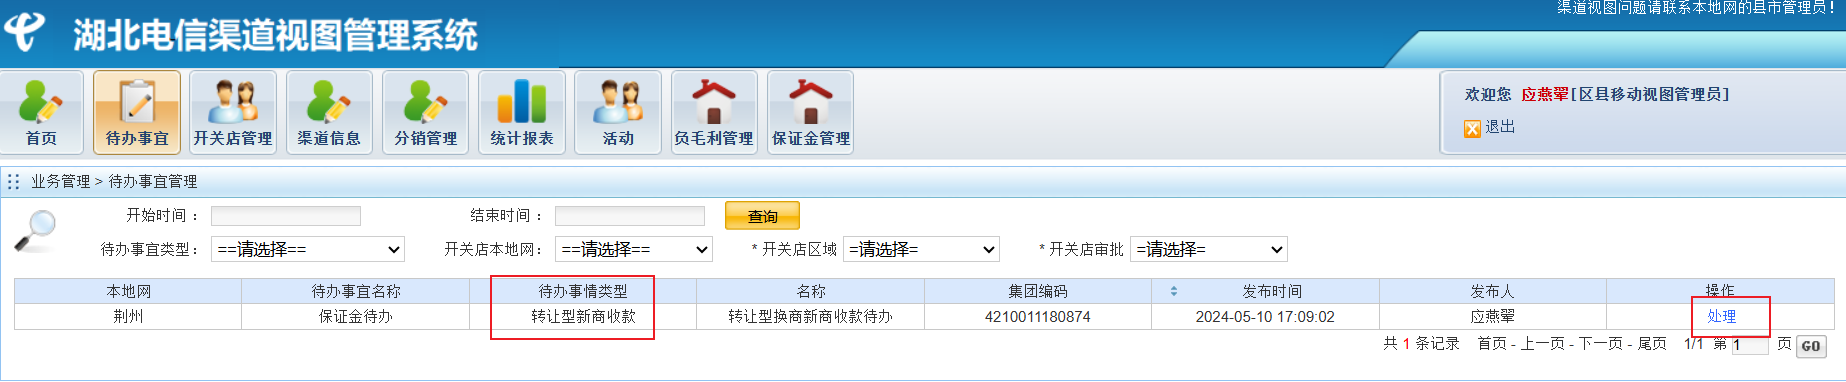 渠道视图问题请联系本地网的县市管理员！
湖北电信渠道视图管理系统
首页 待办事宜 开关店管理 渠道信息 分销管理 统计报表 活动 负毛利管理 保证金管理
欢迎您 应燕翚[区县移动视图管理员]
退出
业务管理 > 待办事宜管理
开始时间： 结束时间： 查询
待办事宜类型： ==请选择== 开关店本地网： ==请选择== * 开关店区域 =请选择= * 开关店审批 =请选择=
本地网 待办事宜名称 待办事情类型 名称 集团编码 发布时间 发布人 操作
荆州 保证金待办 转让型新商收款 转让型换商新商收款待办 4210011180874 2024-05-10 17:09:02 应燕翚 处理
共 1 条记录 首页 - 上一页 - 下一页 - 尾页 1/1 第 1 页 GO